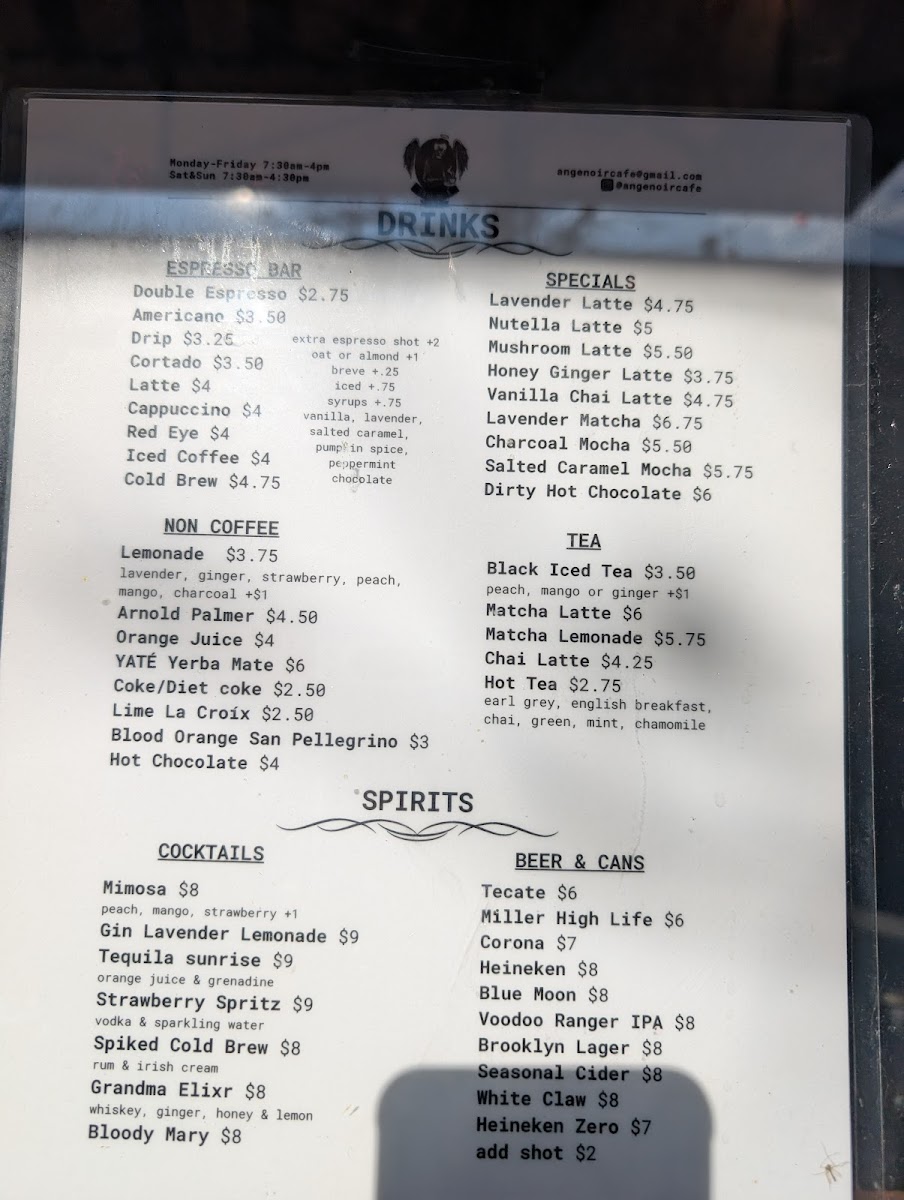 Monday-Friday 7:30am-4pm
Sat&Sun 7:30am-4:30pm
angenoircafe@gmail.com
@angenoircafe
DRINKS
ESPRESSO BAR
Double Espresso $2.75
Americano $3.50
Drip $3.25
Cortado $3.50
Latte $4
Cappuccino $4
Red Eye $4
Iced Coffee $4
Cold Brew $4.75
extra espresso shot +2
oat or almond +1
breve +.25
iced +.75
syrups +.75
vanilla, lavender,
salted caramel,
pumpkin spice,
peppermint
chocolate
SPECIALS
Lavender Latte $4.75
Nutella Latte $5
Mushroom Latte $5.50
Honey Ginger Latte $3.75
Vanilla Chai Latte $4.75
Lavender Matcha $6.75
Charcoal Mocha $5.50
Salted Caramel Mocha $5.75
Dirty Hot Chocolate $6
NON COFFEE
Lemonade $3.75
lavender, ginger, strawberry, peach,
mango, charcoal +$1
Arnold Palmer $4.50
Orange Juice $4
YATÉ Yerba Mate $6
Coke/Diet coke $2.50
Lime La Croíx $2.50
Blood Orange San Pellegrino $3
Hot Chocolate $4
TEA
Black Iced Tea $3.50
peach, mango or ginger +$1
Matcha Latte $6
Matcha Lemonade $5.75
Chai Latte $4.25
Hot Tea $2.75
earl grey, english breakfast,
chai, green, mint, chamomile
SPIRITS
COCKTAILS
Mimosa $8
peach, mango, strawberry +1
Gin Lavender Lemonade $9
Tequila sunrise $9
orange juice & grenadine
Strawberry Spritz $9
vodka & sparkling water
Spiked Cold Brew $8
rum & irish cream
Grandma Elixr $8
whiskey, ginger, honey & lemon
Bloody Mary $8
BEER & CANS
Tecate $6
Miller High Life $6
Corona $7
Heineken $8
Blue Moon $8
Voodoo Ranger IPA $8
Brooklyn Lager $8
Seasonal Cider $8
White Claw $8
Heineken Zero $7
add shot $2